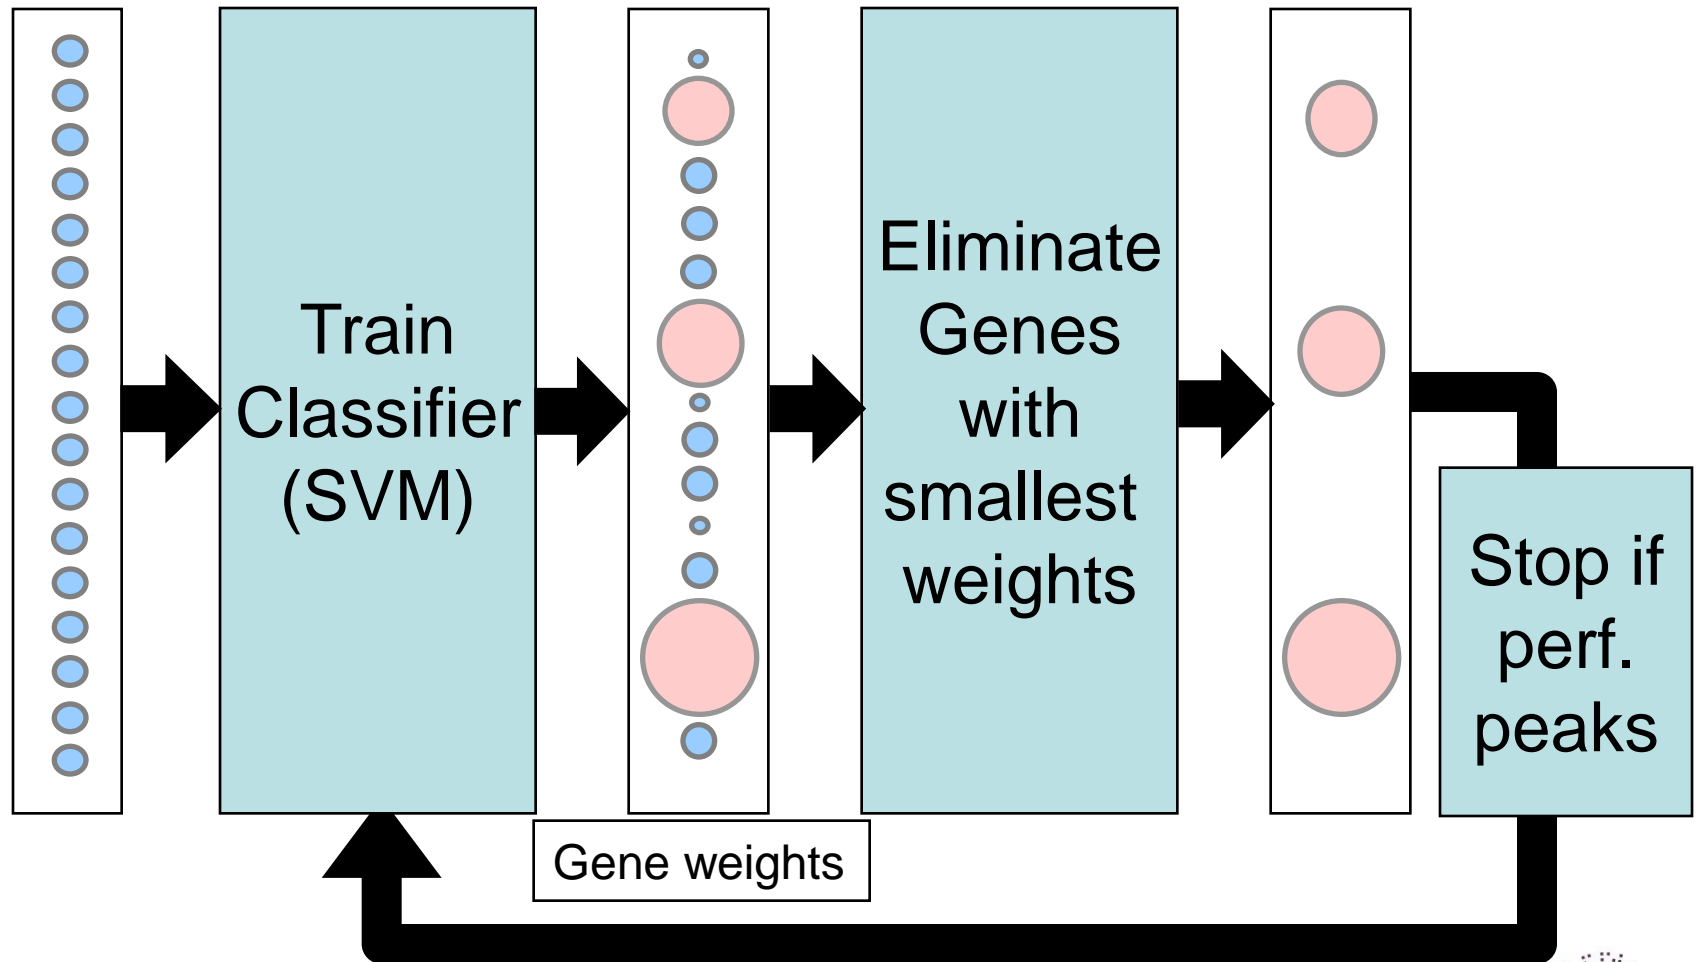 Train
Classifier
(SVM)
Eliminate
Genes
with
smallest
weights
Stop if
perf.
peaks
Gene weights